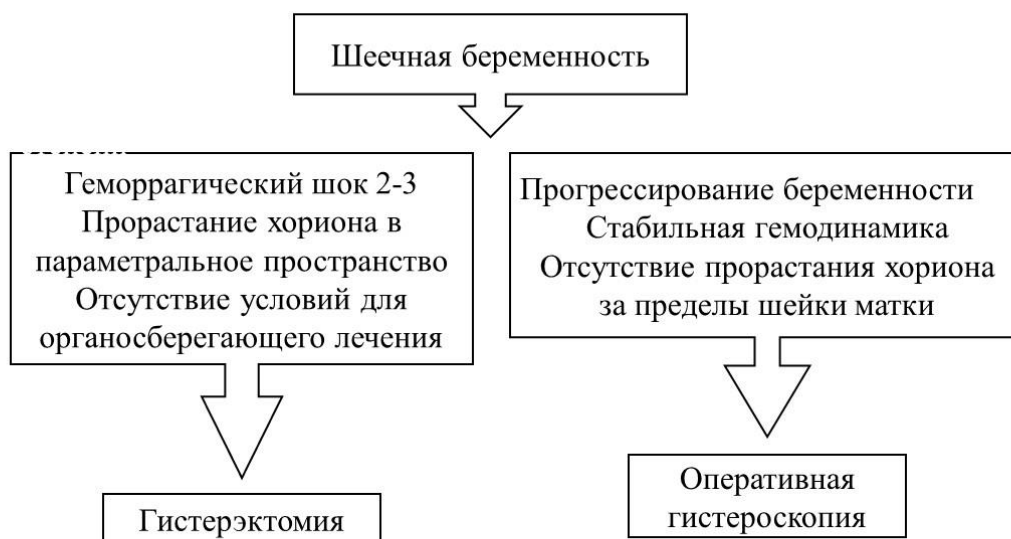 Шеечная беременность
Геморрагический шок 2-3
Прорастание хориона в
параметральное пространство
Отсутствие условий для
органосберегающего лечения
Прогрессирование беременности
Стабильная гемодинамика
Отсутствие прорастания хориона
за пределы шейки матки
Гистерэктомия
Оперативная
гистероскопия